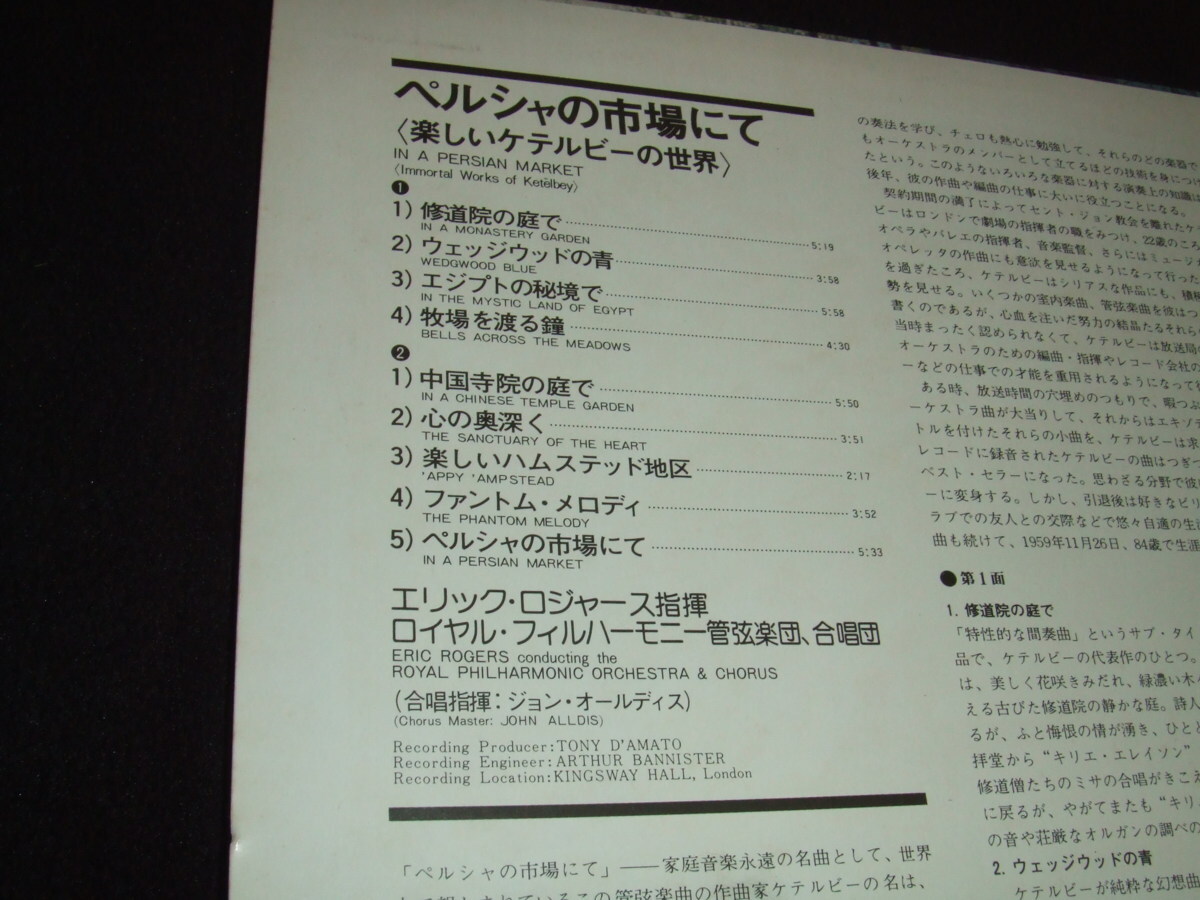 ペルシャの市場にて
〈楽しいケテルビーの世界〉
IN A PERSIAN MARKET
〈Immortal Works of Ketèlbey〉
❶
1) 修道院の庭で 5:19
IN A MONASTERY GARDEN
2) ウェッジウッドの青 3:58
WEDGWOOD BLUE
3) エジプトの秘境で 5:58
IN THE MYSTIC LAND OF EGYPT
4) 牧場を渡る鐘 4:30
BELLS ACROSS THE MEADOWS
❷
1) 中国寺院の庭で 5:50
IN A CHINESE TEMPLE GARDEN
2) 心の奥深く 3:51
THE SANCTUARY OF THE HEART
3) 楽しいハムステッド地区 2:17
'APPY 'AMPSTEAD
4) ファントム・メロディ 3:52
THE PHANTOM MELODY
5) ペルシャの市場にて 5:33
IN A PERSIAN MARKET
エリック・ロジャース指揮
ロイヤル・フィルハーモニー管弦楽団、合唱団
ERIC ROGERS conducting the
ROYAL PHILHARMONIC ORCHESTRA & CHORUS
(合唱指揮：ジョン・オールディス)
(Chorus Master: JOHN ALLDIS)
Recording Producer:TONY D'AMATO
Recording Engineer:ARTHUR BANNISTER
Recording Location:KINGSWAY HALL, London
「ペルシャの市場にて」――家庭音楽永遠の名曲として、世界
この管弦楽曲の作曲家ケテルビーの名は、
の奏法を学び、チェロも熱心に勉強して、それらのどの楽器で
もオーケストラのメンバーとして立てるほどの技術を身につけ
たという。このようないろいろな楽器に対する演奏上の知識は
後年、彼の作曲や編曲の仕事に大いに役立つことになる。
契約期間の満了によってセント・ジョン教会を離れたケテ
ビーはロンドンで劇場の指揮者の職をみつけ、22歳のころ
オペラやバレエの指揮者、音楽監督、さらにはミュージカ
オペレッタの作曲にも意欲を見せるようになって行った
を過ぎたころ、ケテルビーはシリアスな作品にも、積極
勢を見せる。いくつかの室内楽曲、管弦楽曲を彼はつ
書くのであるが、心血を注いだ努力の結晶たるそれら
当時まったく認められなくて、ケテルビーは放送局の
オーケストラのための編曲・指揮やレコード会社の
ーなどの仕事での才能を重用されるようになって
ある時、放送時間の穴埋めのつもりで、暇つぶ
ーケストラ曲が大当りして、それからはエキゾテ
トルを付けたそれらの小曲を、ケテルビーは求
レコードに録音されたケテルビーの曲はつぎつ
ベスト・セラーになった。思わざる分野で彼
ーに変身する。しかし、引退後は好きなビリ
ラブでの友人との交際などで悠々自適の生
曲も続けて、1959年11月26日、84歳で生涯
●第1面
1. 修道院の庭で
「特性的な間奏曲」というサブ・タイ
品で、ケテルビーの代表作のひとつ。
は、美しく花咲きみだれ、緑濃い木
える古びた修道院の静かな庭。詩人
るが、ふと悔恨の情が湧き、ひとと
拝堂から“キリエ・エレイソン”
修道僧たちのミサの合唱がきこえ
に戻るが、やがてまたも“キリ
の音や荘厳なオルガンの調べの
2. ウェッジウッドの青
ケテルビーが純粋な幻想曲